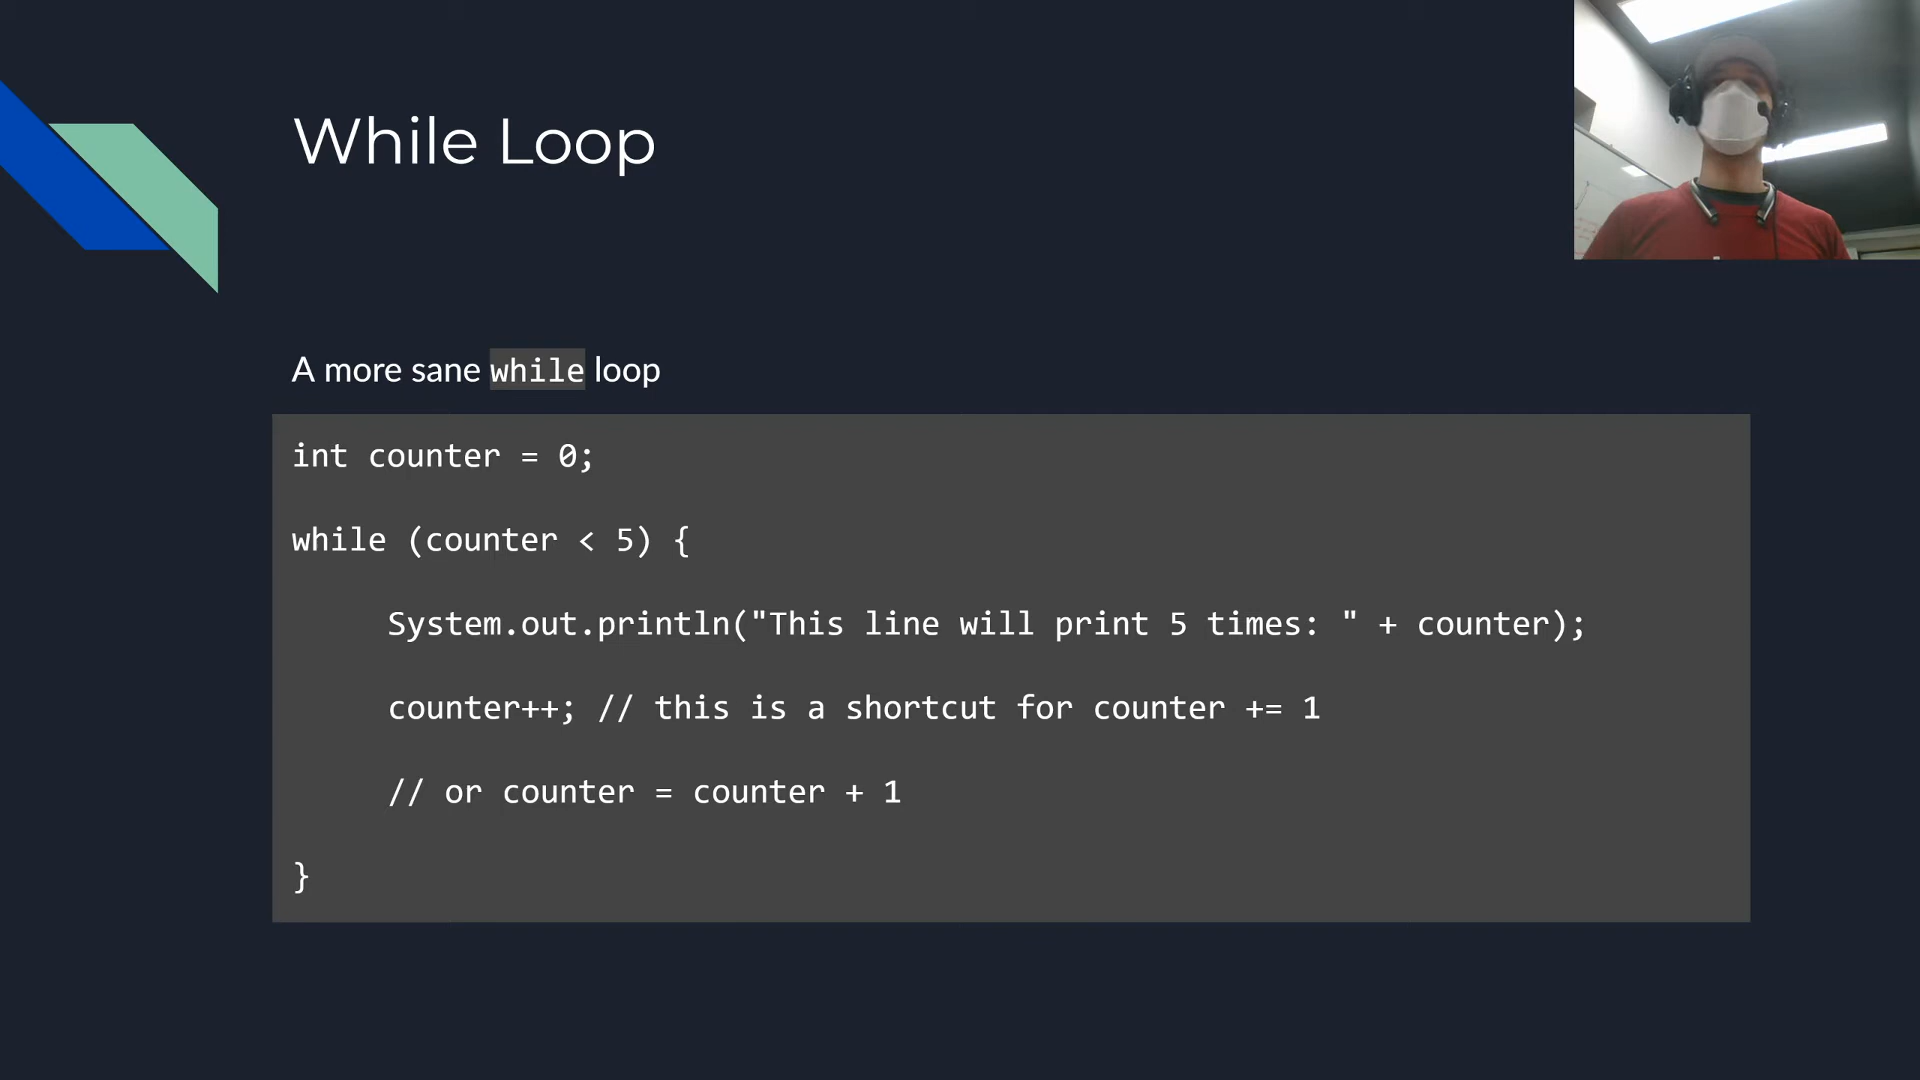 While Loop
A more sane while loop
int counter = 0;
while (counter < 5) {
System.out.println("This line will print 5 times: " + counter);
counter++; // this is a shortcut for counter += 1
// or counter = counter + 1
}